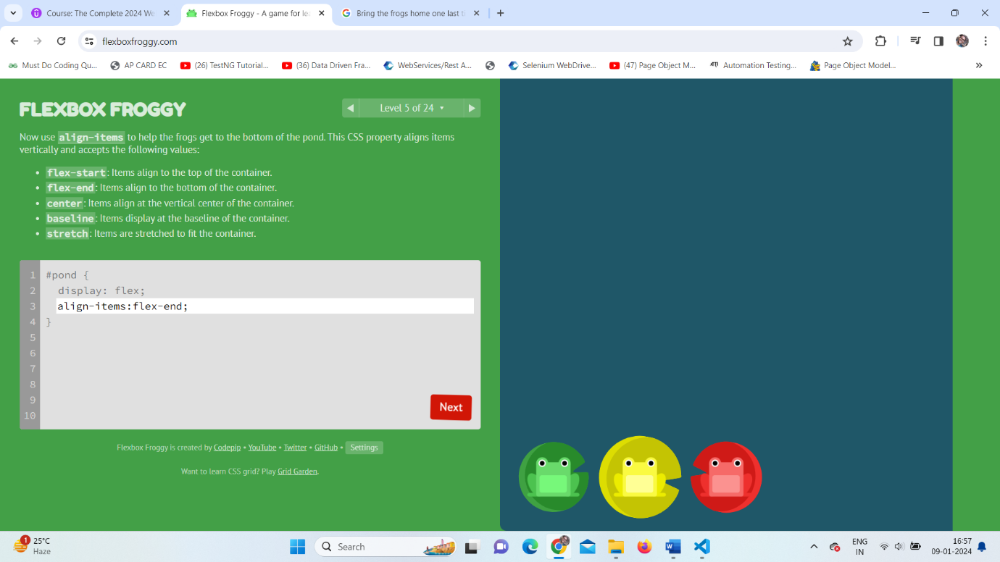 Course: The Complete 2024 We
Flexbox Froggy - A game for lea
Bring the frogs home one last t
flexboxfroggy.com
Must Do Coding Qu...
AP CARD EC
(26) TestNG Tutorial...
(36) Data Driven Fra...
WebServices/Rest A...
Selenium WebDrive...
(47) Page Object M...
Automation Testing...
Page Object Model...
FLEXBOX FROGGY
Level 5 of 24
Now use align-items to help the frogs get to the bottom of the pond. This CSS property aligns items
vertically and accepts the following values:
• flex-start: Items align to the top of the container.
• flex-end: Items align to the bottom of the container.
• center: Items align at the vertical center of the container.
• baseline: Items display at the baseline of the container.
• stretch: Items are stretched to fit the container.
1 #pond {
2 display: flex;
3 align-items:flex-end;
4 }
5
6
7
8
9
10
Next
Flexbox Froggy is created by Codepip • YouTube • Twitter • GitHub • Settings
Want to learn CSS grid? Play Grid Garden.
1
25°C
Haze
Search
ENG
IN
16:57
09-01-2024